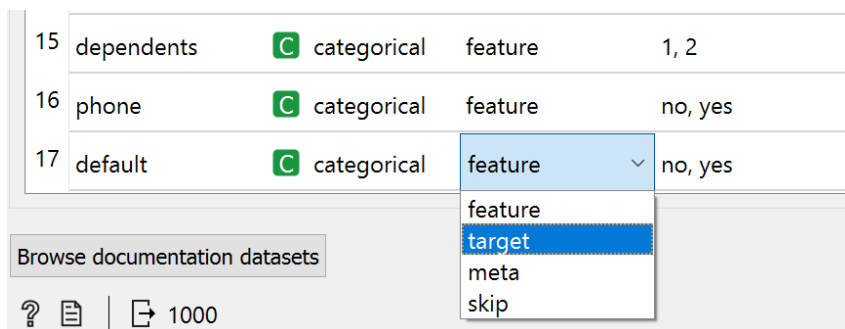 15 dependents C categorical feature 1, 2
16 phone C categorical feature no, yes
17 default C categorical feature no, yes
feature
target
meta
skip
Browse documentation datasets
? 1000